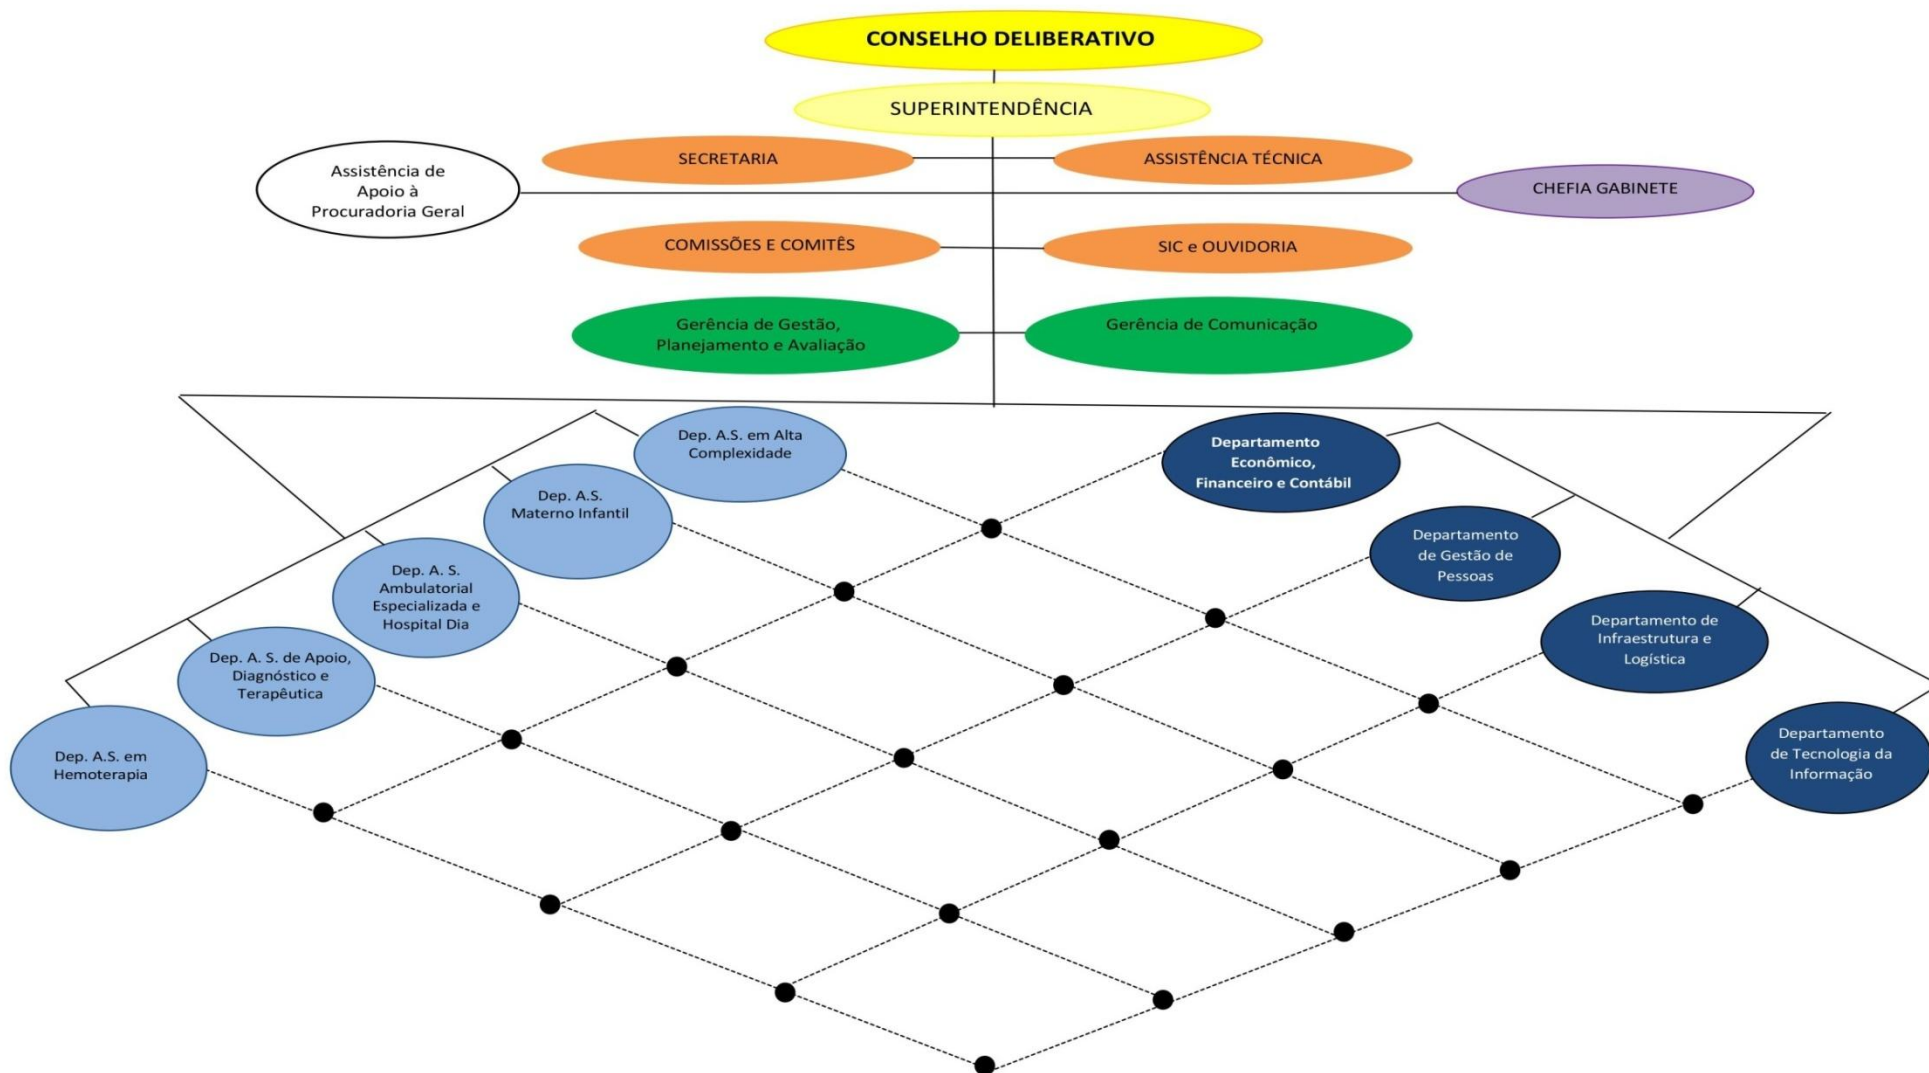 CONSELHO DELIBERATIVO
SUPERINTENDÊNCIA
SECRETARIA
ASSISTÊNCIA TÉCNICA
Assistência de
Apoio à
Procuradoria Geral
CHEFIA GABINETE
COMISSÕES E COMITÊS
SIC e OUVIDORIA
Gerência de Gestão,
Planejamento e Avaliação
Gerência de Comunicação
Dep. A.S. em Alta
Complexidade
Departamento
Econômico,
Financeiro e Contábil
Dep. A.S.
Materno Infantil
Departamento
de Gestão de
Pessoas
Dep. A. S.
Ambulatorial
Especializada e
Hospital Dia
Departamento de
Infraestrutura e
Logística
Dep. A. S. de Apoio,
Diagnóstico e
Terapêutica
Dep. A.S. em
Hemoterapia
Departamento
de Tecnologia da
Informação